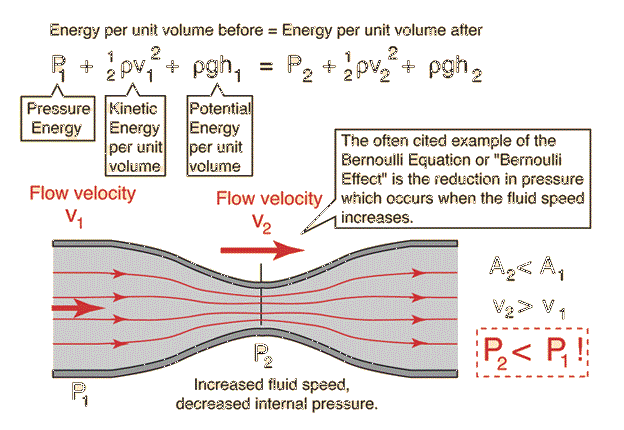 Energy per unit volume before = Energy per unit volume after
P₁ + ½ρv₁² + ρgh₁ = P₂ + ½ρv₂² + ρgh₂
Pressure
Energy
Kinetic
Energy
per unit
volume
Potential
Energy
per unit
volume
The often cited example of the
Bernoulli Equation or "Bernoulli
Effect" is the reduction in pressure
which occurs when the fluid speed
increases.
Flow velocity
v₁
Flow velocity
v₂
A₂ < A₁
v₂ > v₁
P₂ < P₁ !
P₁
P₂
Increased fluid speed,
decreased internal pressure.